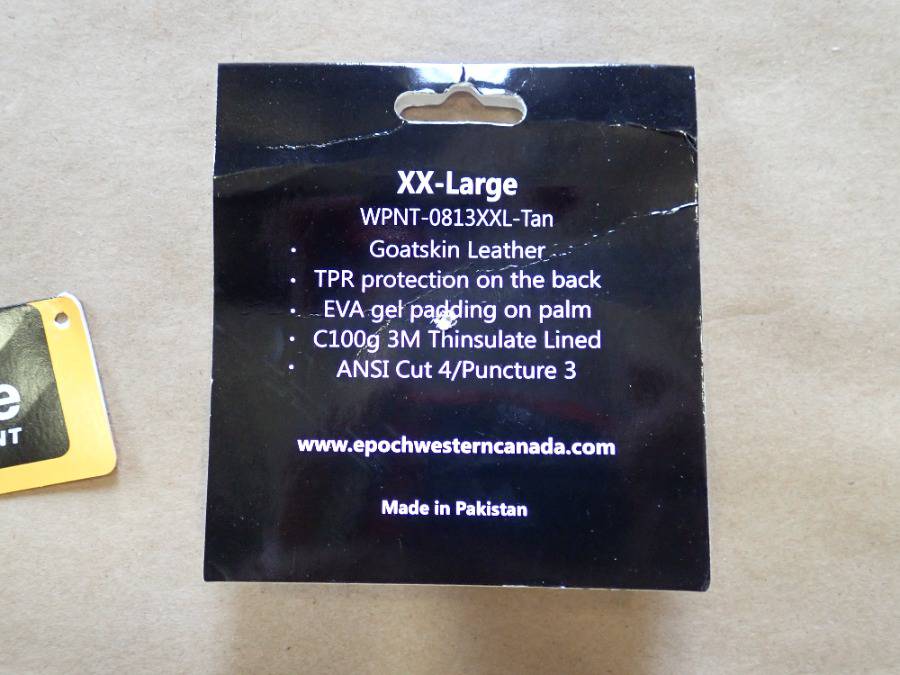 XX-Large
WPNT-0813XXL-Tan
· Goatskin Leather
· TPR protection on the back
· EVA gel padding on palm
· C100g 3M Thinsulate Lined
· ANSI Cut 4/Puncture 3
www.epochwesterncanada.com
Made in Pakistan
e
NT